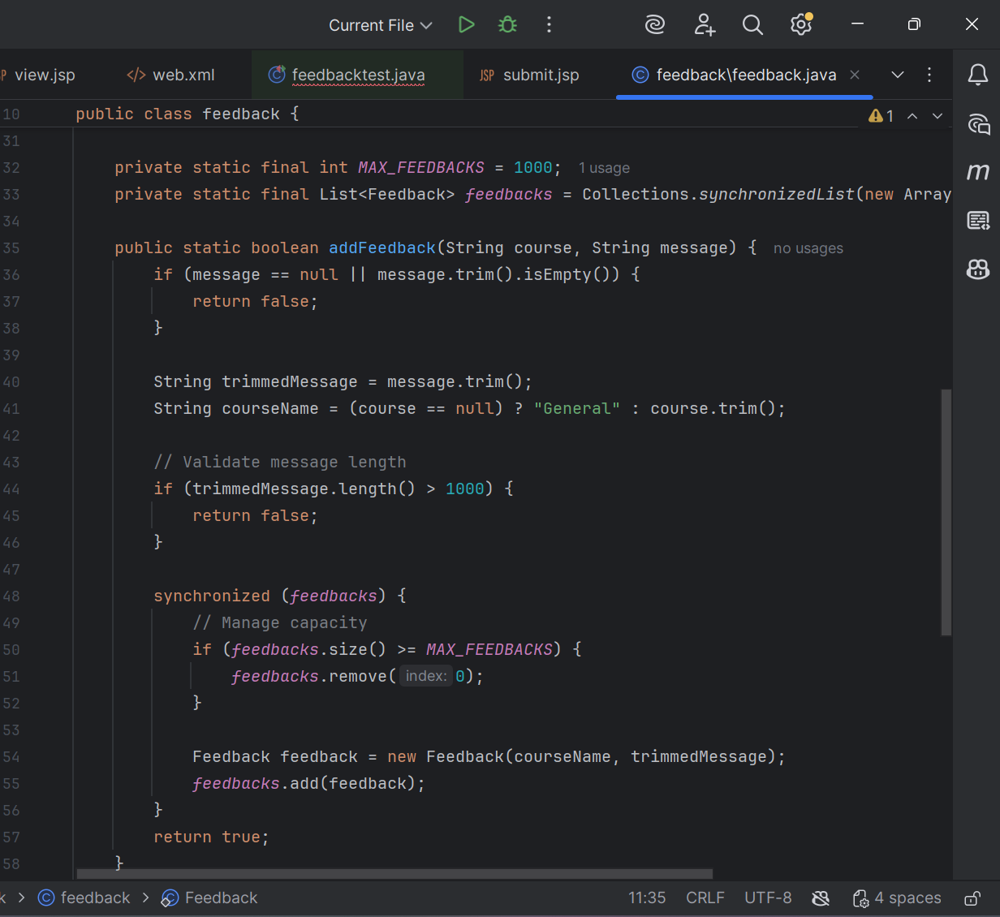 Current File
view.jsp
</> web.xml
feedbacktest.java
JSP submit.jsp
feedback\feedback.java
10 public class feedback {
1
31
32 private static final int MAX_FEEDBACKS = 1000; 1 usage
33 private static final List<Feedback> feedbacks = Collections.synchronizedList(new Array
34
35 public static boolean addFeedback(String course, String message) { no usages
36 if (message == null || message.trim().isEmpty()) {
37 return false;
38 }
39
40 String trimmedMessage = message.trim();
41 String courseName = (course == null) ? "General" : course.trim();
42
43 // Validate message length
44 if (trimmedMessage.length() > 1000) {
45 return false;
46 }
47
48 synchronized (feedbacks) {
49 // Manage capacity
50 if (feedbacks.size() >= MAX_FEEDBACKS) {
51 feedbacks.remove( index: 0);
52 }
53
54 Feedback feedback = new Feedback(courseName, trimmedMessage);
55 feedbacks.add(feedback);
56 }
57 return true;
58 }
k > feedback > Feedback
11:35 CRLF UTF-8 4 spaces